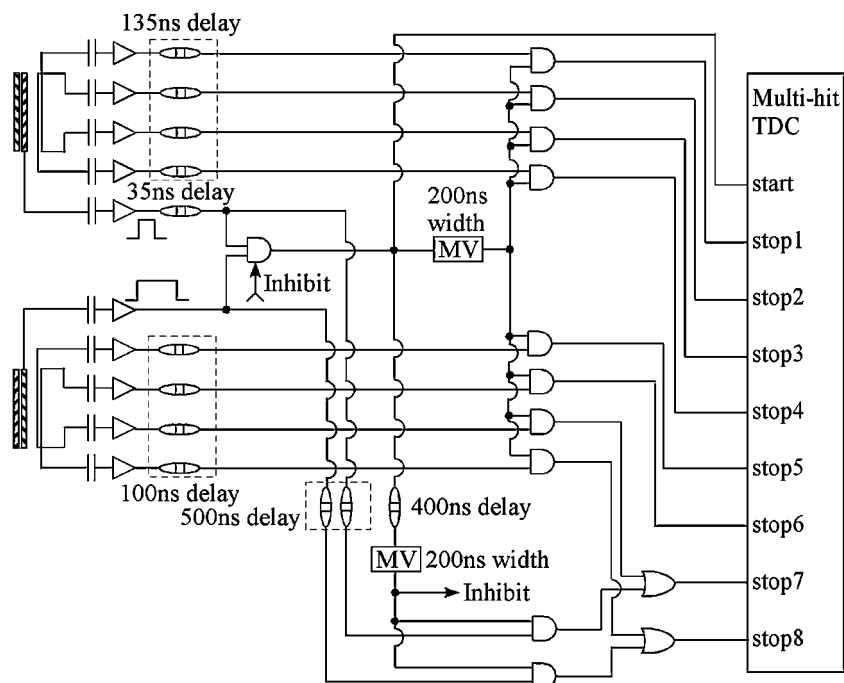 135ns delay
Multi-hit
TDC
35ns delay
start
200ns
width
MV
stop1
Inhibit
stop2
stop3
stop4
stop5
100ns delay
500ns delay
400ns delay
stop6
MV
200ns width
Inhibit
stop7
stop8